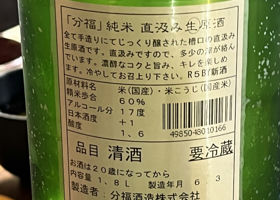 「分福」純米 直汲み生原酒
全て手造りにてじっくり醸された槽口の直汲み
生原酒です。直汲みですので、多少の滓が絡んで
います。濃醇なコクと旨み、キレを楽しめ
ます。冷やしてお召上り下さい。R5BY新酒
原材料名 米(国産)・米こうじ(国産米)
精米歩合 60%
アルコール分 17度
日本酒度 +1
酸度 1.6
4985048010166
品目 清酒 要冷蔵
お酒は20歳になってから
内容量 1.8L 製造年月 6 3
製造者:分福酒造株式会社